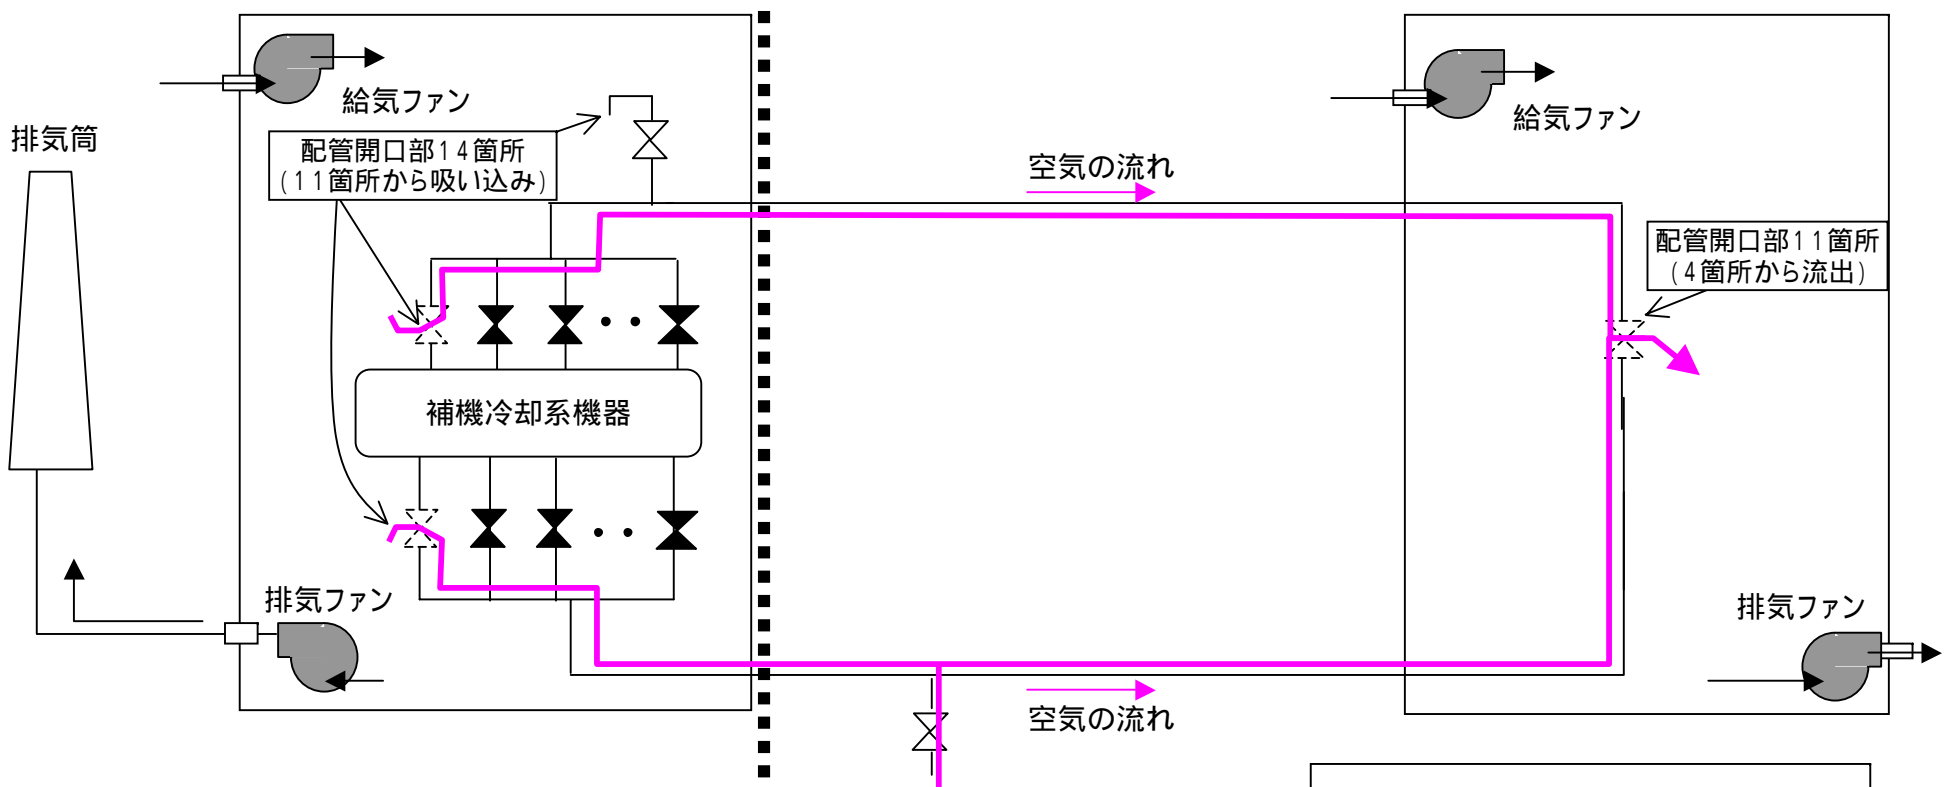 給気ファン
給気ファン
排気筒
配管開口部14箇所
(11箇所から吸い込み)
空気の流れ
配管開口部11箇所
(4箇所から流出)
補機冷却系機器
排気ファン
排気ファン
空気の流れ